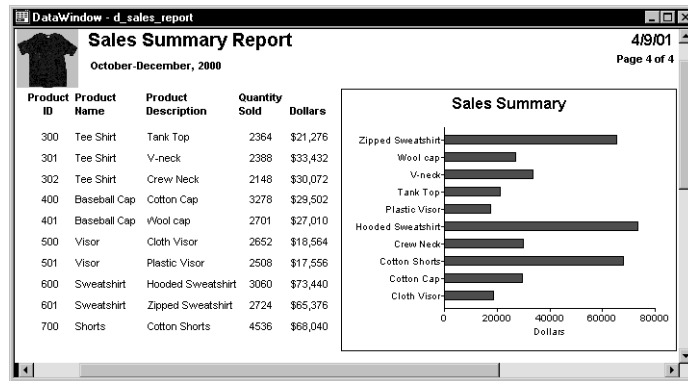 DataWindow - d_sales_report
Sales Summary Report
4/9/01
October-December, 2000
Page 4 of 4
Product ID Product Name Product Description Quantity Sold Dollars
300 Tee Shirt Tank Top 2364 $21,276
301 Tee Shirt V-neck 2388 $33,432
302 Tee Shirt Crew Neck 2148 $30,072
400 Baseball Cap Cotton Cap 3278 $29,502
401 Baseball Cap Wool cap 2701 $27,010
500 Visor Cloth Visor 2652 $18,564
501 Visor Plastic Visor 2508 $17,556
600 Sweatshirt Hooded Sweatshirt 3060 $73,440
601 Sweatshirt Zipped Sweatshirt 2724 $65,376
700 Shorts Cotton Shorts 4536 $68,040
Sales Summary
Zipped Sweatshirt
Wool cap
V-neck
Tank Top
Plastic Visor
Hooded Sweatshirt
Crew Neck
Cotton Shorts
Cotton Cap
Cloth Visor
0 20000 40000 60000 80000
Dollars